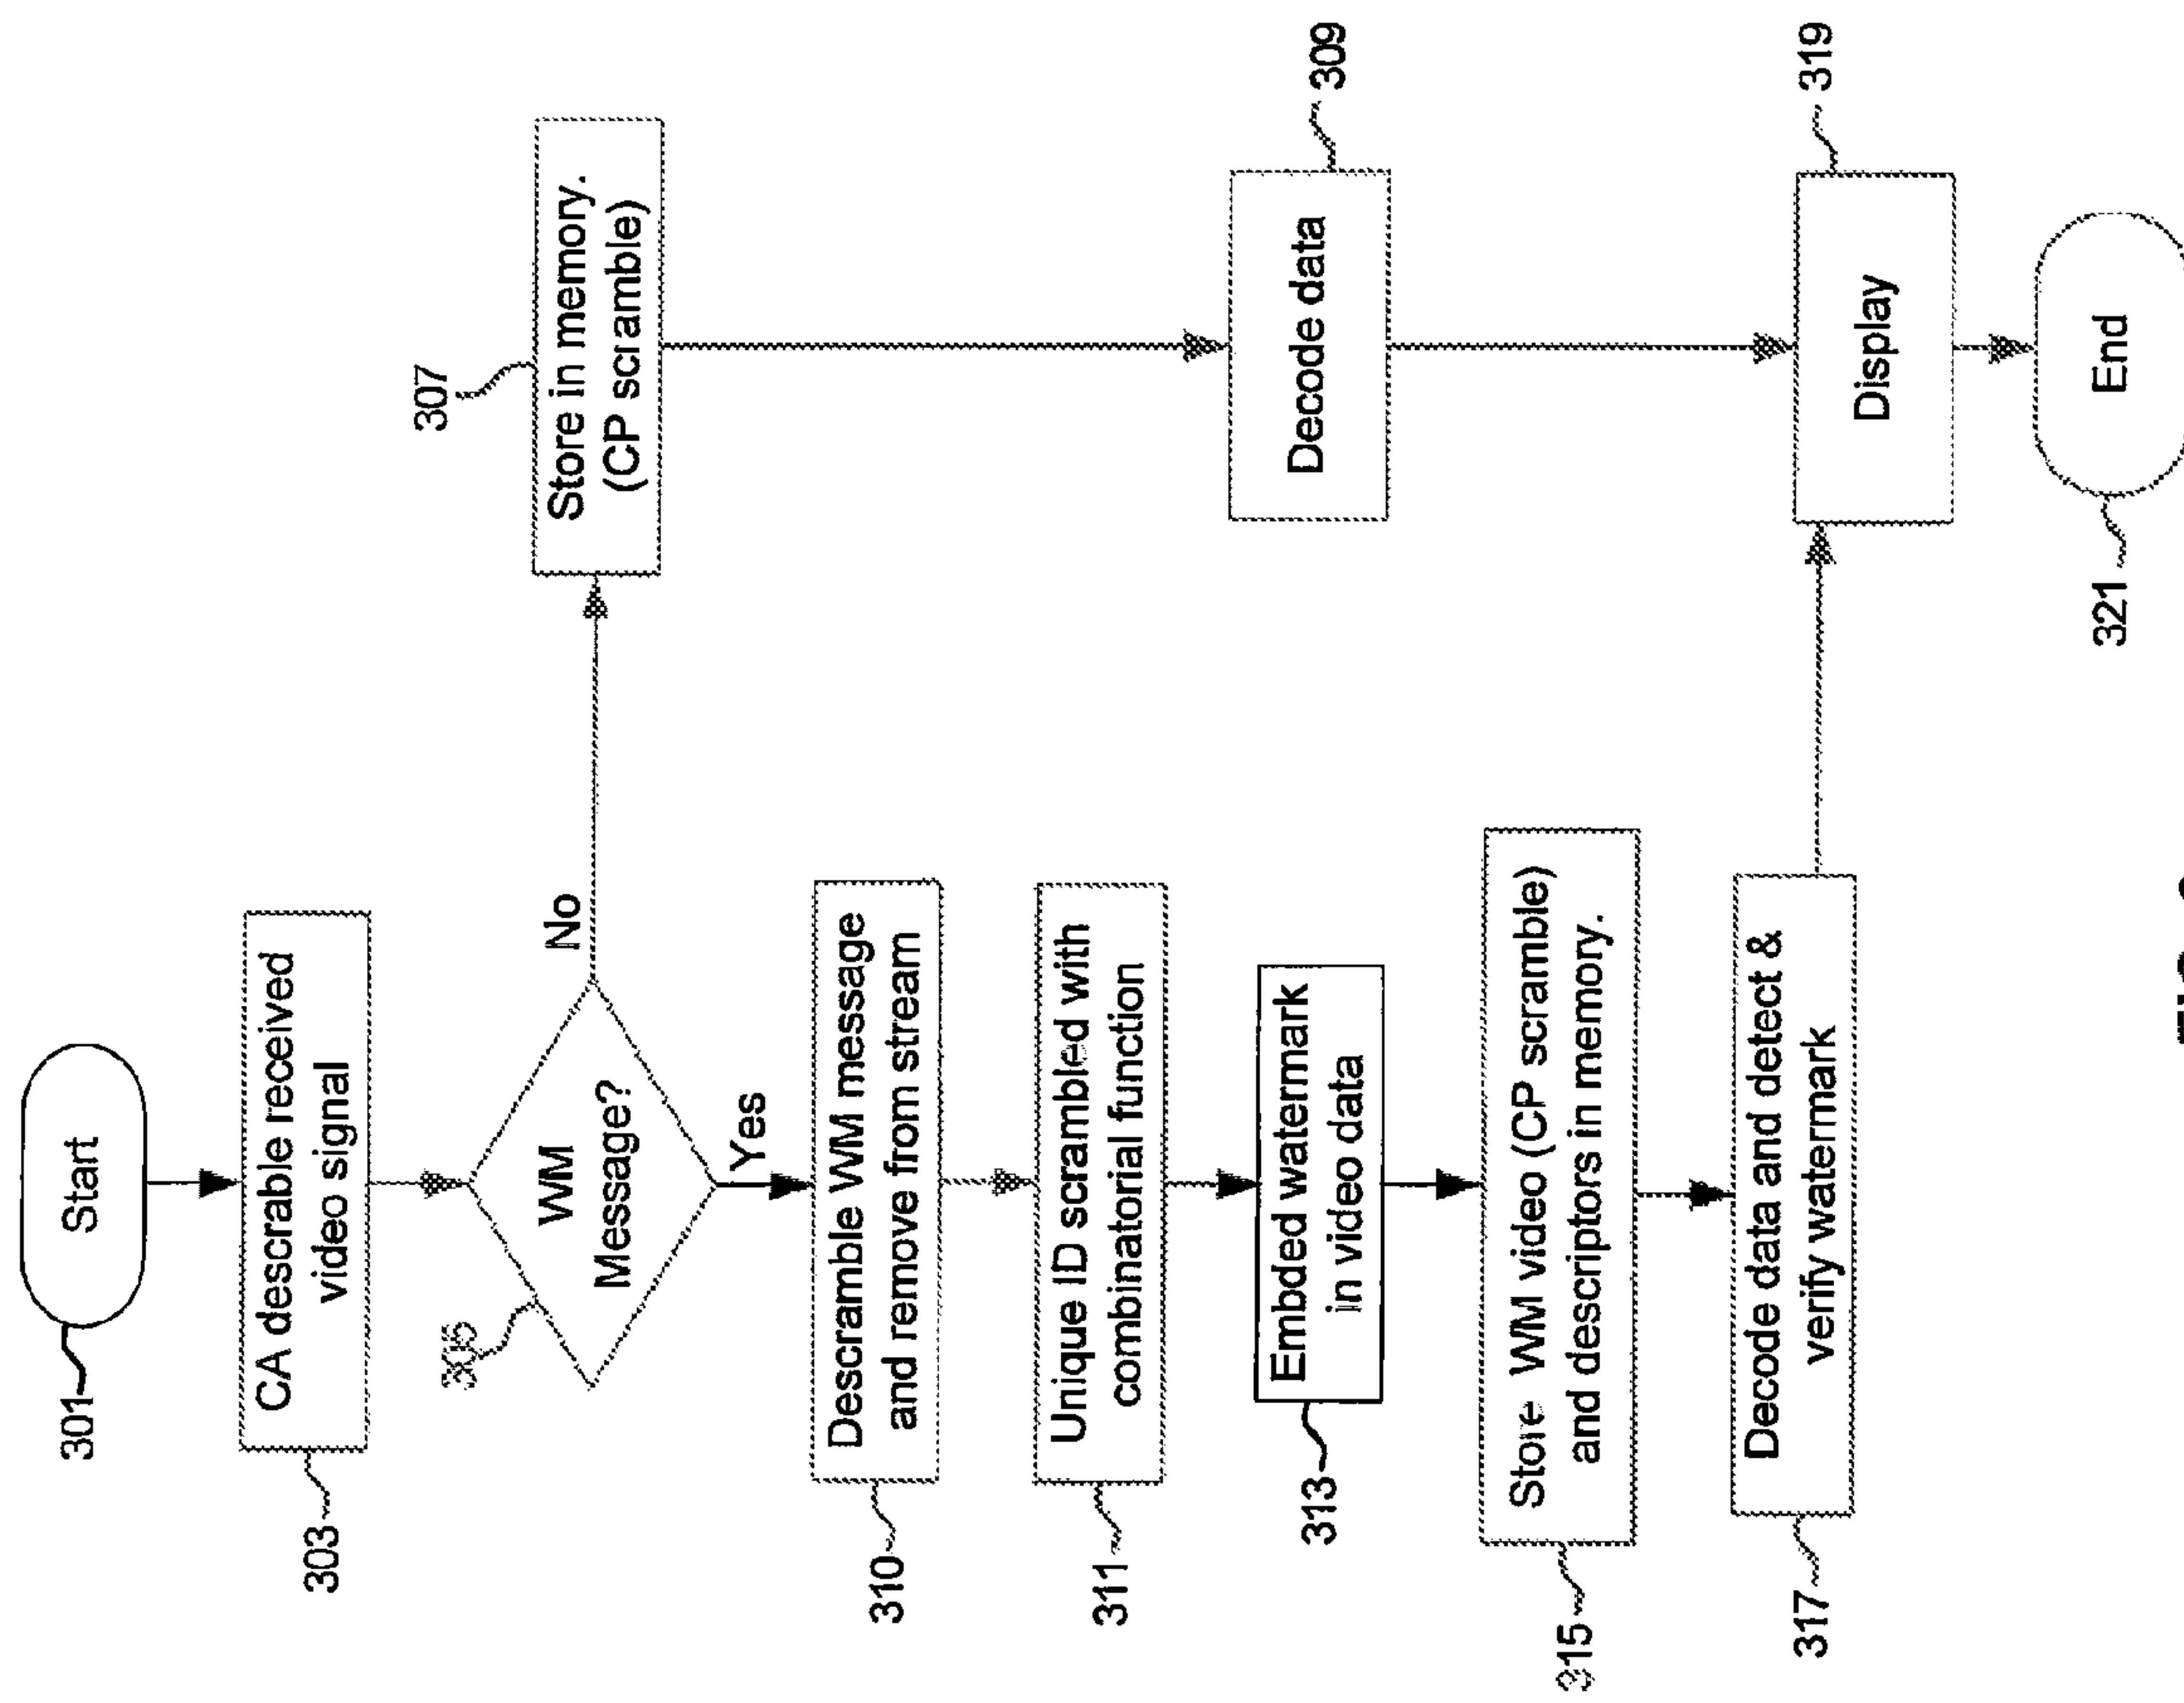 301
Start
303
CA descrable received
video signal
305
WM
Message?
No
Yes
307
Store in memory.
(CP scramble)
309
Decode data
310
Descramble WM message
and remove from stream
311
Unique ID scrambled with
combinatorial function
313
Embded watermark
in video data
315
Store WM video (CP scramble)
and descriptors in memory.
317
Decode data and detect &
verify watermark
319
Display
321
End